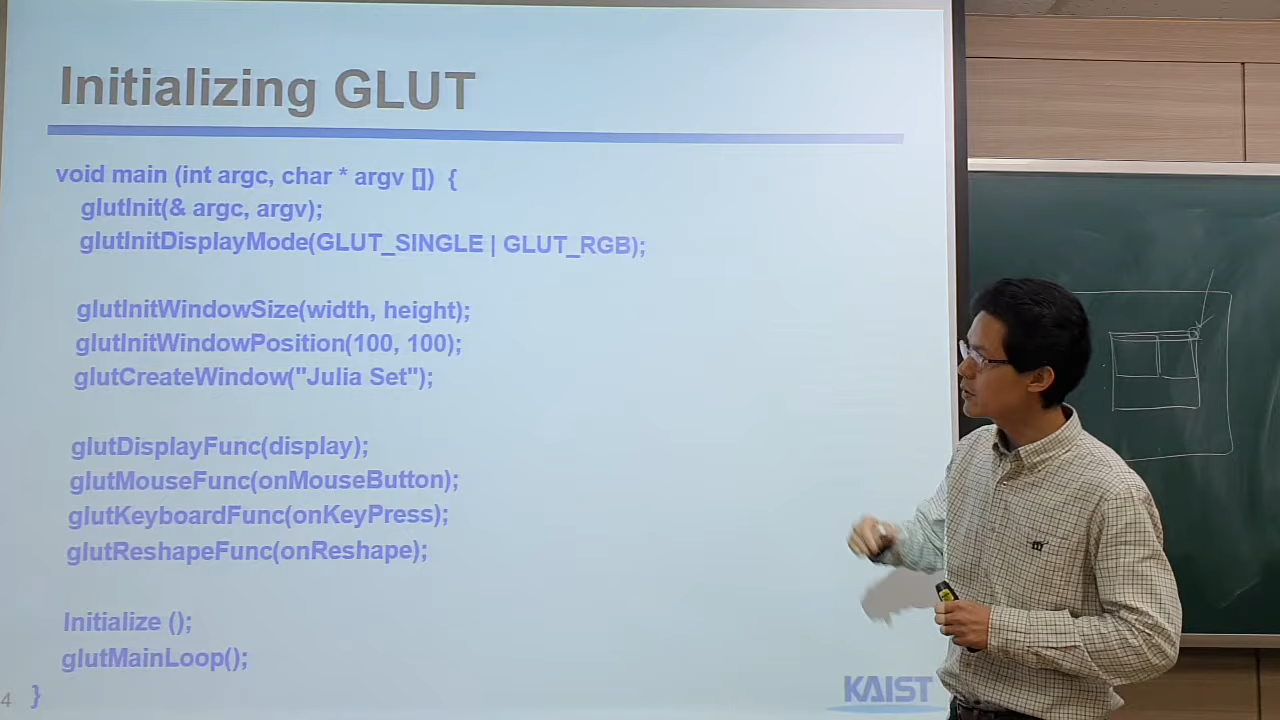 Initializing GLUT
void main (int argc, char * argv []) {
glutInit(& argc, argv);
glutInitDisplayMode(GLUT_SINGLE | GLUT_RGB);
glutInitWindowSize(width, height);
glutInitWindowPosition(100, 100);
glutCreateWindow("Julia Set");
glutDisplayFunc(display);
glutMouseFunc(onMouseButton);
glutKeyboardFunc(onKeyPress);
glutReshapeFunc(onReshape);
Initialize ();
glutMainLoop();
}
4
KAIST